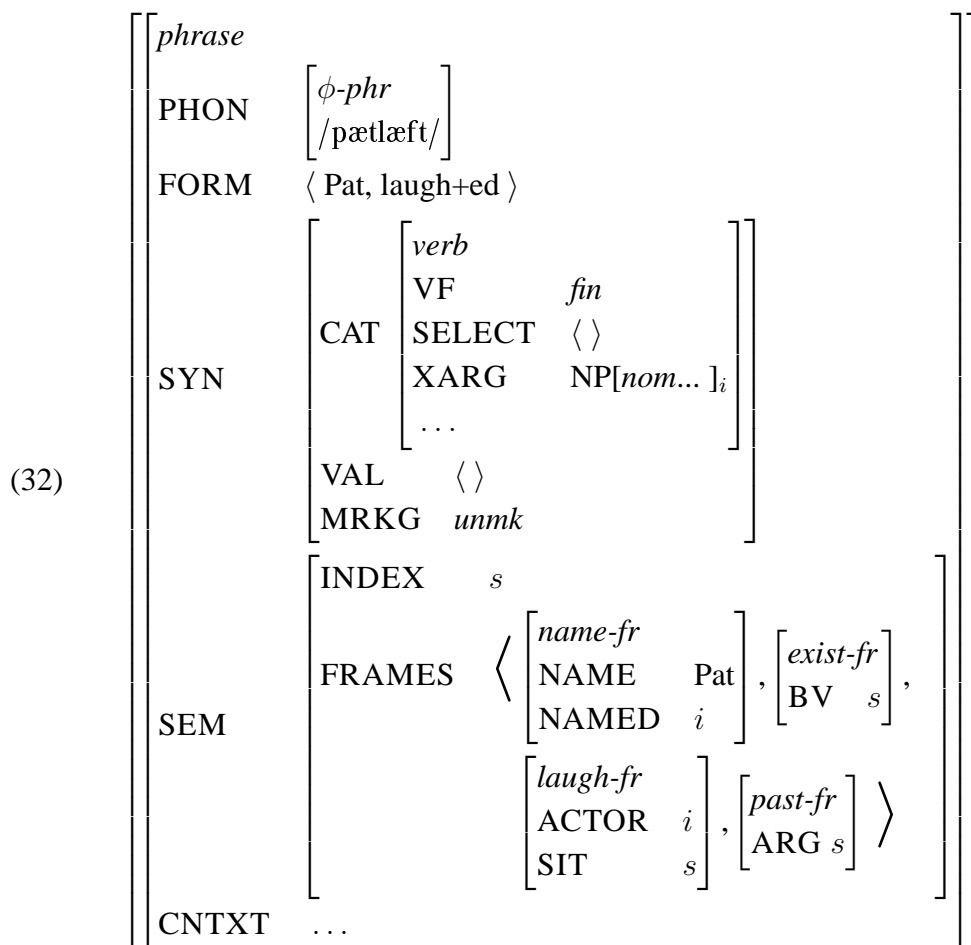 phrase
PHON φ-phr
/pætlæft/
FORM ⟨ Pat, laugh+ed ⟩
verb
VF fin
CAT SELECT ⟨ ⟩
SYN XARG NP[nom... ]i
...
(32) VAL ⟨ ⟩
MRKG unmk
INDEX s
name-fr exist-fr
FRAMES ⟨ NAME Pat , BV s ,
SEM NAMED i
laugh-fr past-fr
ACTOR i , ARG s ⟩
SIT s
CNTXT ...